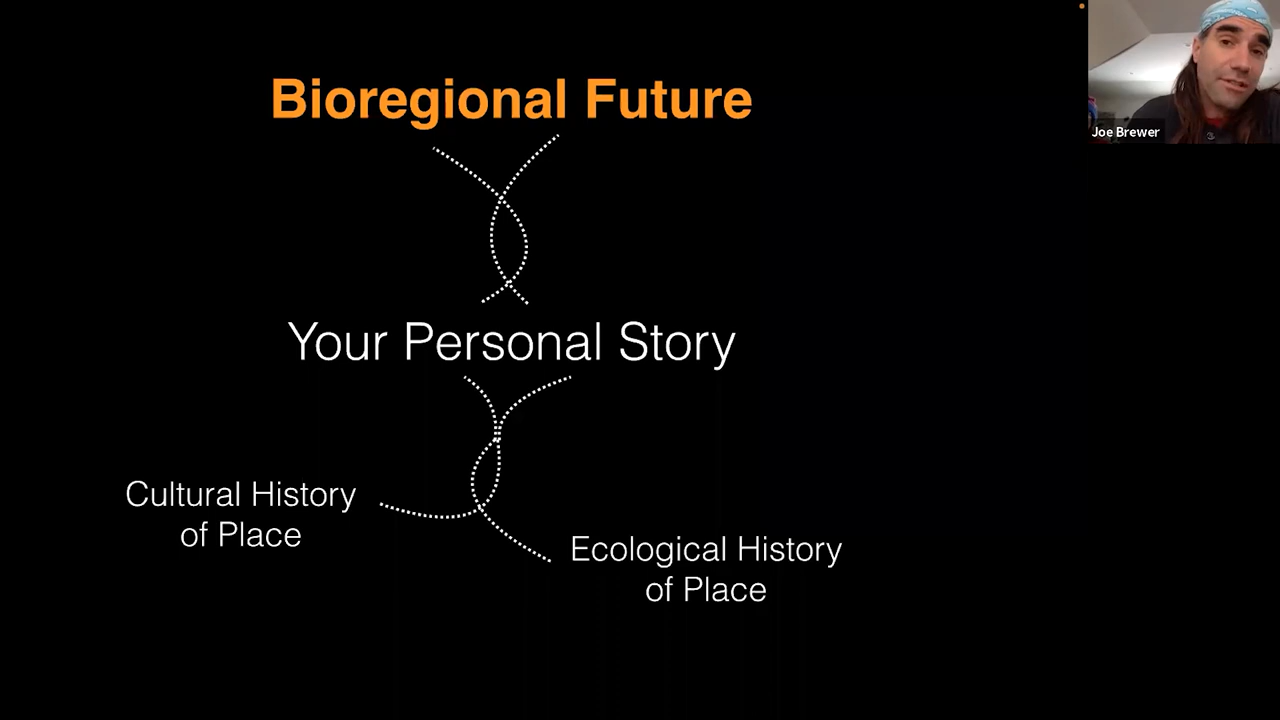 Bioregional Future
Joe Brewer
Your Personal Story
Cultural History
of Place
Ecological History
of Place